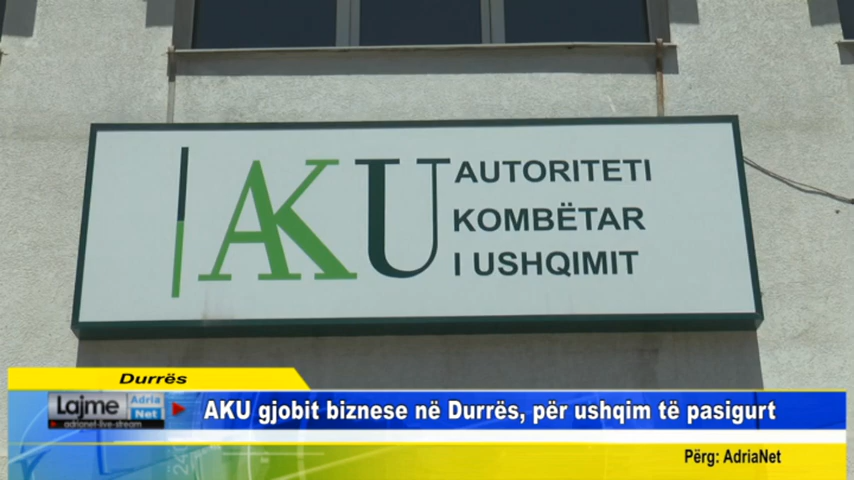 AKU
AUTORITETI
KOMBËTAR
I USHQIMIT
Durrës
Lajme Adria Net
adrianet-live-stream
AKU gjobit biznese në Durrës, për ushqim të pasigurt
Përg: AdriaNet